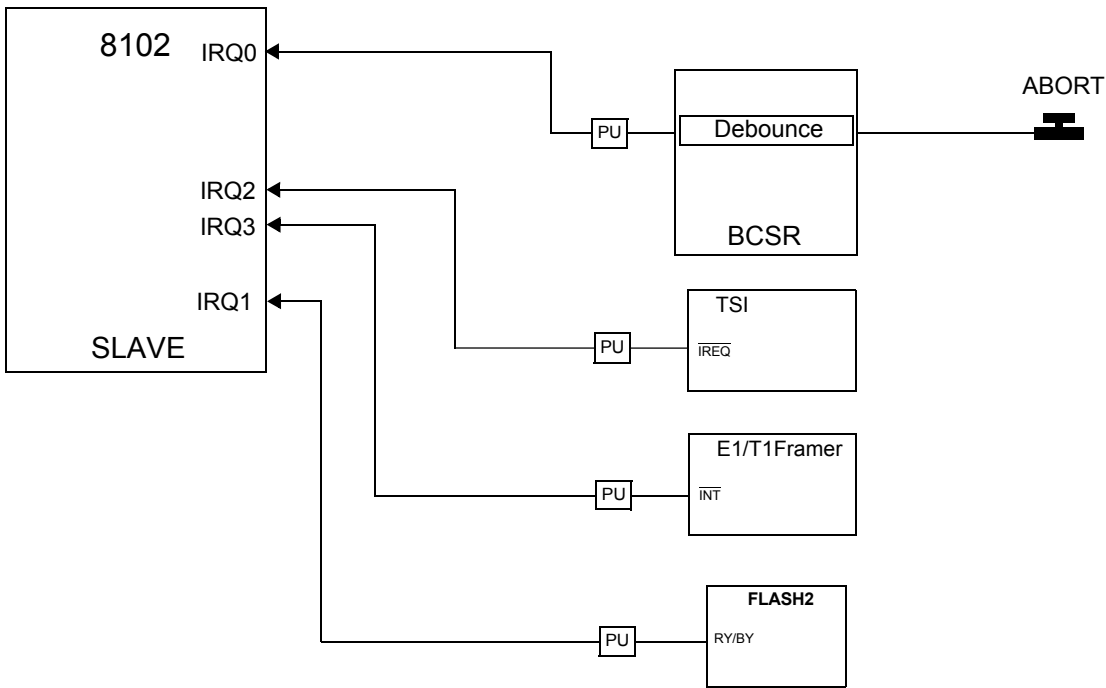 8102
IRQ0
IRQ2
IRQ3
IRQ1
SLAVE
PU
Debounce
BCSR
ABORT
PU
TSI
IREQ
PU
E1/T1Framer
INT
PU
FLASH2
RY/BY